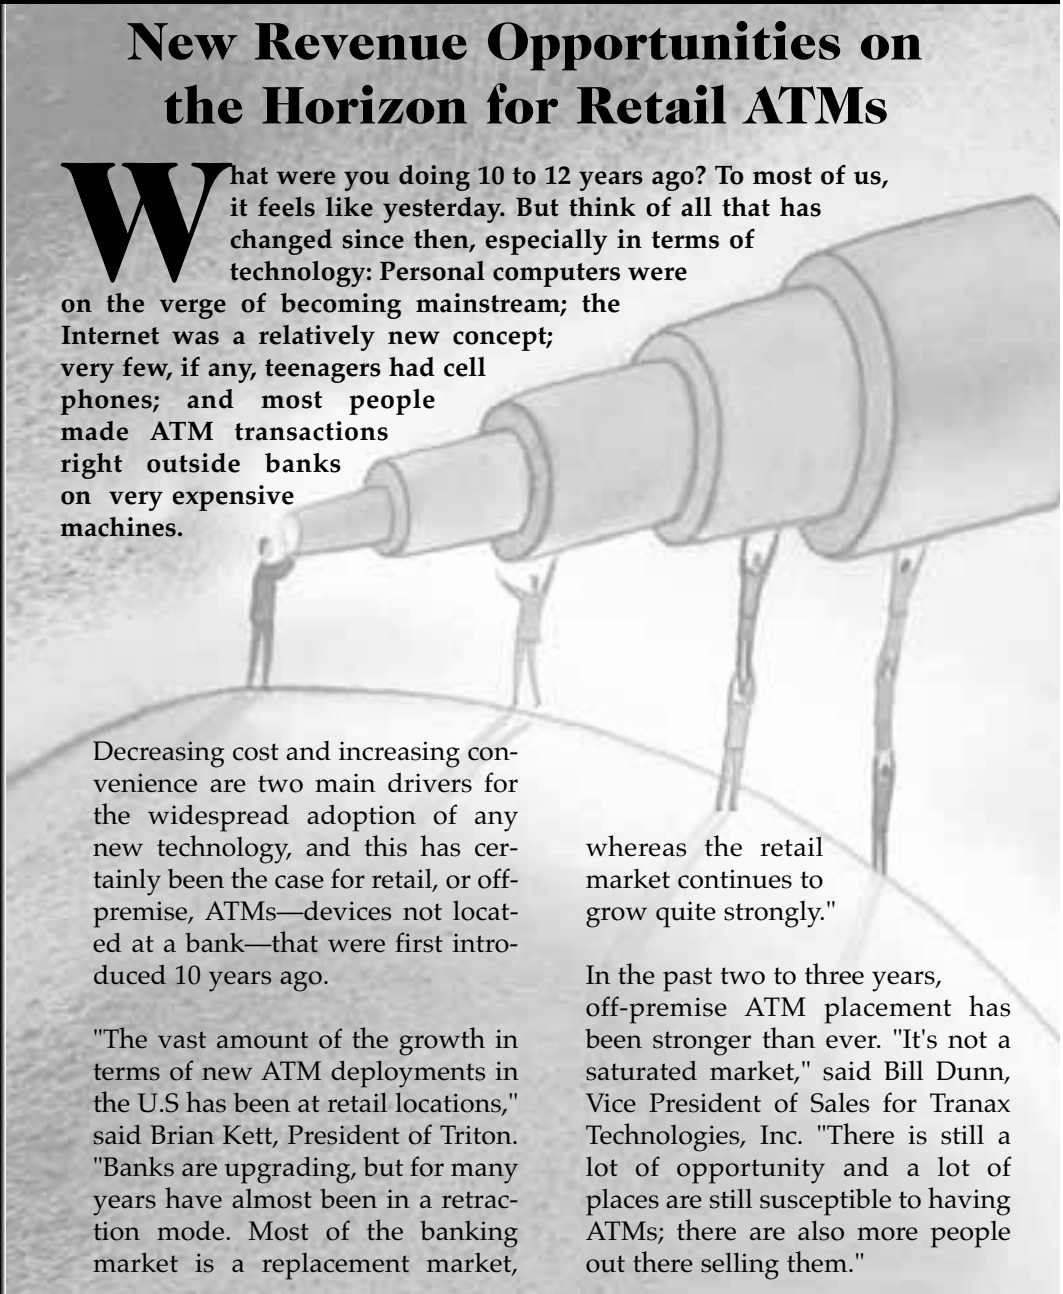 New Revenue Opportunities on
the Horizon for Retail ATMs
What were you doing 10 to 12 years ago? To most of us,
it feels like yesterday. But think of all that has
changed since then, especially in terms of
technology: Personal computers were
on the verge of becoming mainstream; the
Internet was a relatively new concept;
very few, if any, teenagers had cell
phones; and most people
made ATM transactions
right outside banks
on very expensive
machines.
Decreasing cost and increasing con-
venience are two main drivers for
the widespread adoption of any
new technology, and this has cer-
tainly been the case for retail, or off-
premise, ATMs—devices not locat-
ed at a bank—that were first intro-
duced 10 years ago.
"The vast amount of the growth in
terms of new ATM deployments in
the U.S has been at retail locations,"
said Brian Kett, President of Triton.
"Banks are upgrading, but for many
years have almost been in a retrac-
tion mode. Most of the banking
market is a replacement market,
whereas the retail
market continues to
grow quite strongly."
In the past two to three years,
off-premise ATM placement has
been stronger than ever. "It's not a
saturated market," said Bill Dunn,
Vice President of Sales for Tranax
Technologies, Inc. "There is still a
lot of opportunity and a lot of
places are still susceptible to having
ATMs; there are also more people
out there selling them."